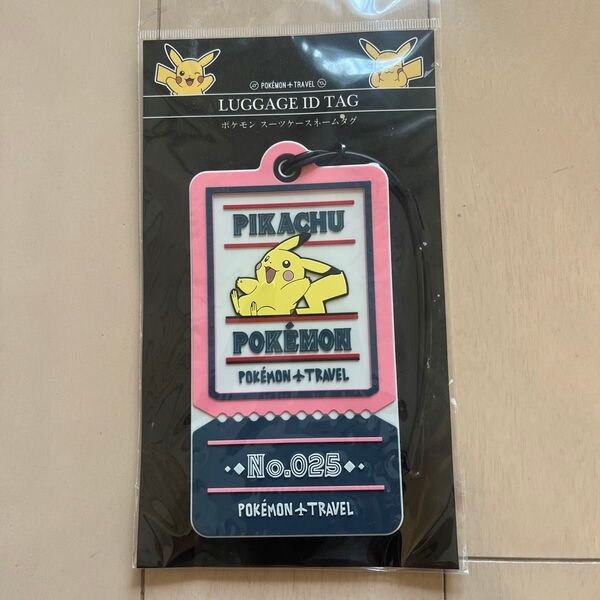 POKÉMON TRAVEL
LUGGAGE ID TAG
ポケモン スーツケースネームタグ
PIKACHU
POKÉMON
POKÉMON TRAVEL
No.025
POKÉMON TRAVEL